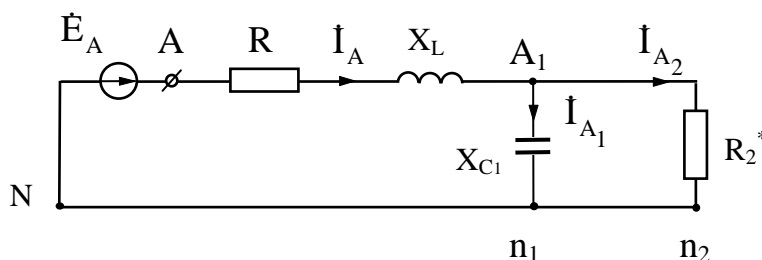 Ė_A A R İ_A X_L A₁ İ_A₂
İ_A₁
X_C₁ R₂*
N
n₁ n₂